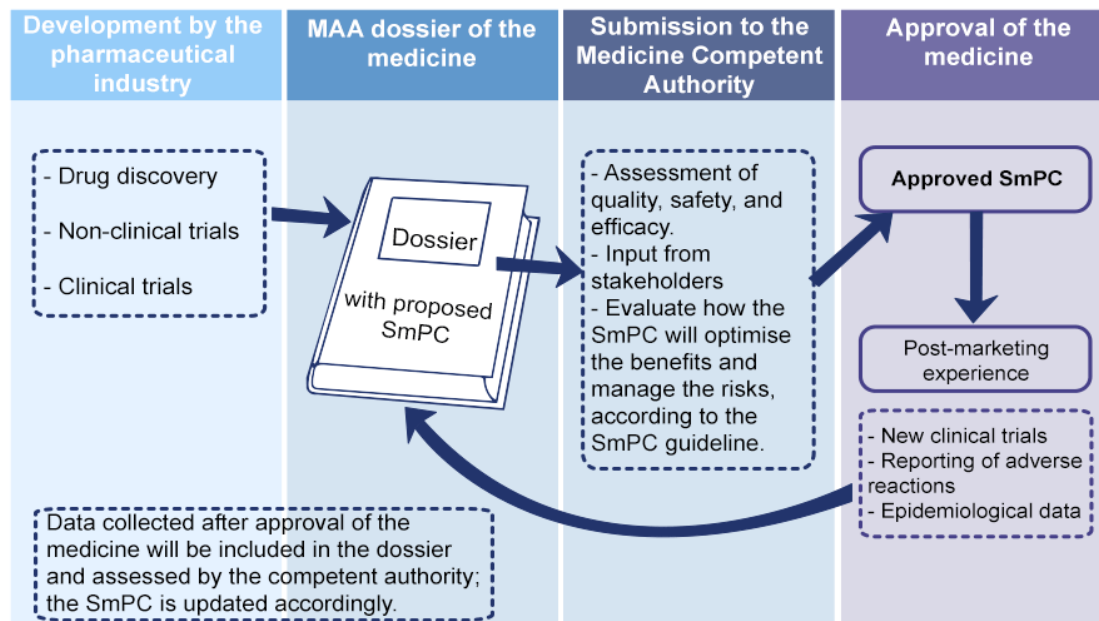 Development by the
pharmaceutical
industry
MAA dossier of the
medicine
Submission to the
Medicine Competent
Authority
Approval of the
medicine
- Drug discovery
- Non-clinical trials
- Clinical trials
Dossier
with proposed
SmPC
- Assessment of
quality, safety, and
efficacy.
- Input from
stakeholders
- Evaluate how the
SmPC will optimise
the benefits and
manage the risks,
according to the
SmPC guideline.
Approved SmPC
Post-marketing
experience
- New clinical trials
- Reporting of adverse
reactions
- Epidemiological data
Data collected after approval of the
medicine will be included in the dossier
and assessed by the competent authority;
the SmPC is updated accordingly.